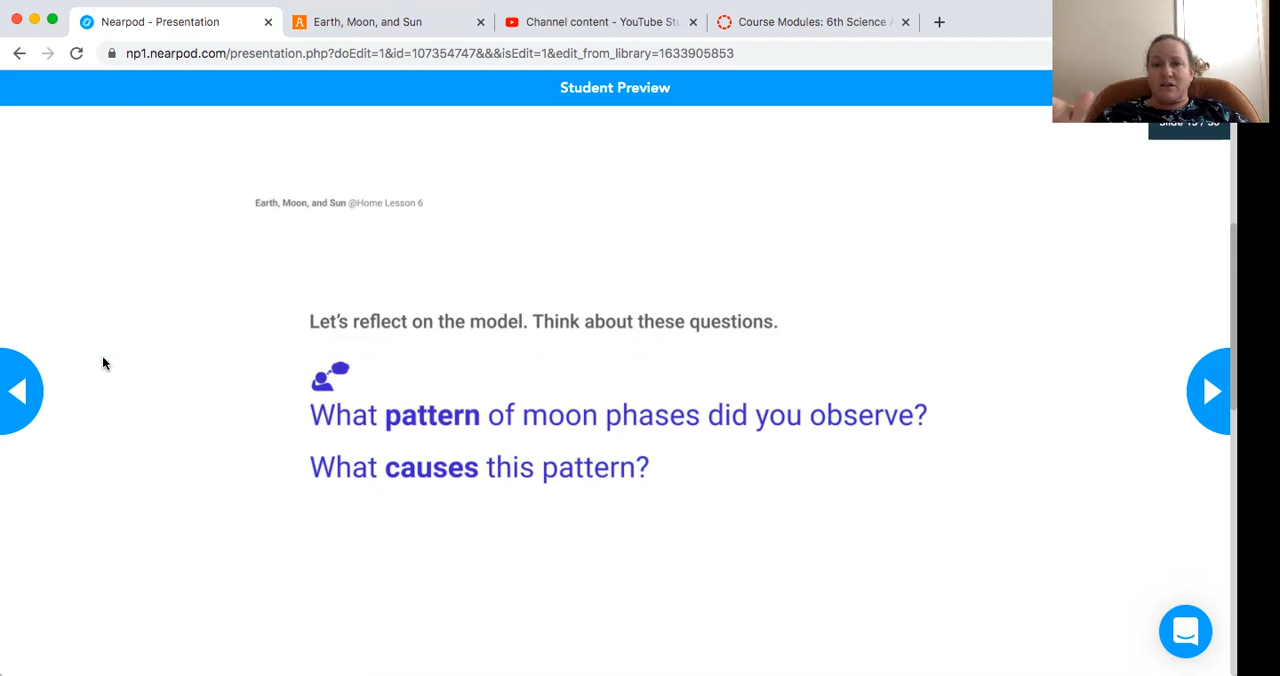 Nearpod - Presentation
Earth, Moon, and Sun
Channel content - YouTube Stu
Course Modules: 6th Science A
np1.nearpod.com/presentation.php?doEdit=1&id=107354747&&&isEdit=1&edit_from_library=1633905853
Student Preview
Earth, Moon, and Sun @Home Lesson 6
Let's reflect on the model. Think about these questions.
What pattern of moon phases did you observe?
What causes this pattern?